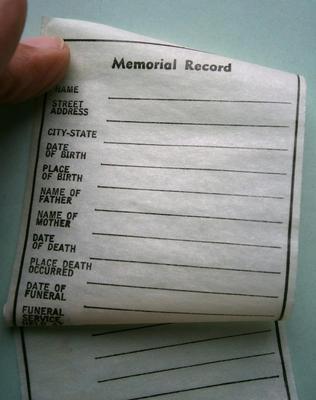 Memorial Record
NAME
STREET
ADDRESS
CITY-STATE
DATE
OF BIRTH
PLACE
OF BIRTH
NAME OF
FATHER
NAME OF
MOTHER
DATE
OF DEATH
PLACE DEATH
OCCURRED
DATE OF
FUNERAL
FUNERAL
SERVICE